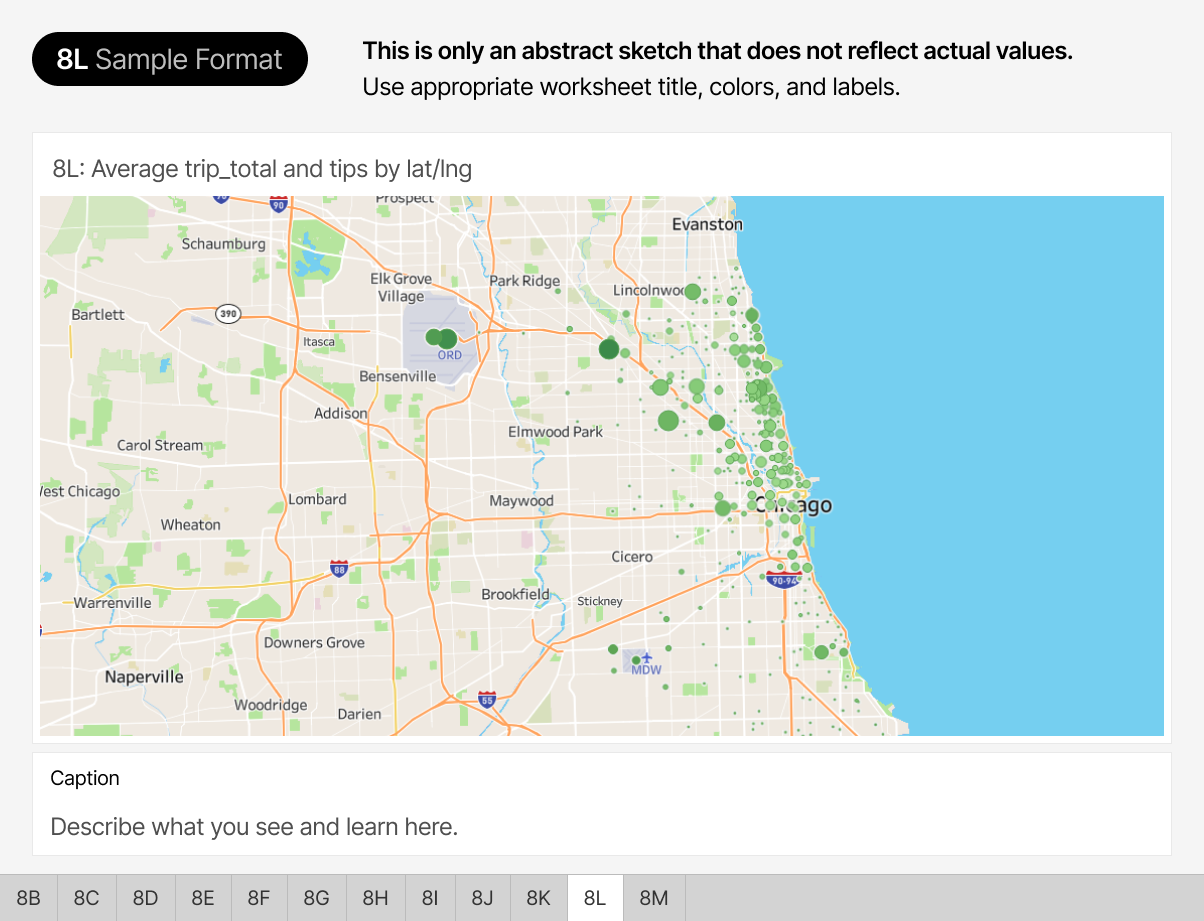 8L Sample Format
This is only an abstract sketch that does not reflect actual values.
Use appropriate worksheet title, colors, and labels.
8L: Average trip_total and tips by lat/lng
90
Prospect
Evanston
Schaumburg
Elk Grove
Village
Park Ridge
Lincolnwoo
Bartlett
390
Itasca
ORD
Bensenville
Addison
Elmwood Park
Carol Stream
est Chicago
Lombard
Maywood
Chicago
Wheaton
Cicero
88
90-94
Brookfield
Stickney
Warrenville
Downers Grove
MDW
Naperville
55
Woodridge
Darien
Caption
Describe what you see and learn here.
8B 8C 8D 8E 8F 8G 8H 8I 8J 8K 8L 8M